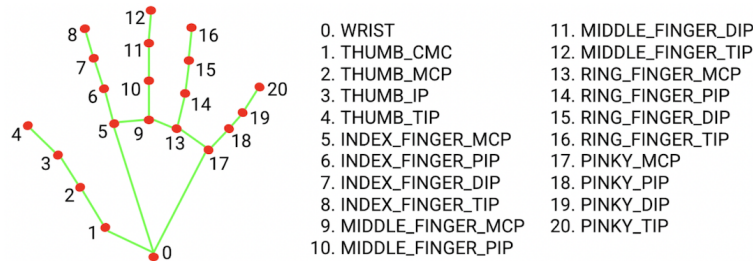 12
16
8
11
7
15
20
10
6
14
19
4
5
9
13
18
3
17
2
1
0
0. WRIST
1. THUMB_CMC
2. THUMB_MCP
3. THUMB_IP
4. THUMB_TIP
5. INDEX_FINGER_MCP
6. INDEX_FINGER_PIP
7. INDEX_FINGER_DIP
8. INDEX_FINGER_TIP
9. MIDDLE_FINGER_MCP
10. MIDDLE_FINGER_PIP
11. MIDDLE_FINGER_DIP
12. MIDDLE_FINGER_TIP
13. RING_FINGER_MCP
14. RING_FINGER_PIP
15. RING_FINGER_DIP
16. RING_FINGER_TIP
17. PINKY_MCP
18. PINKY_PIP
19. PINKY_DIP
20. PINKY_TIP